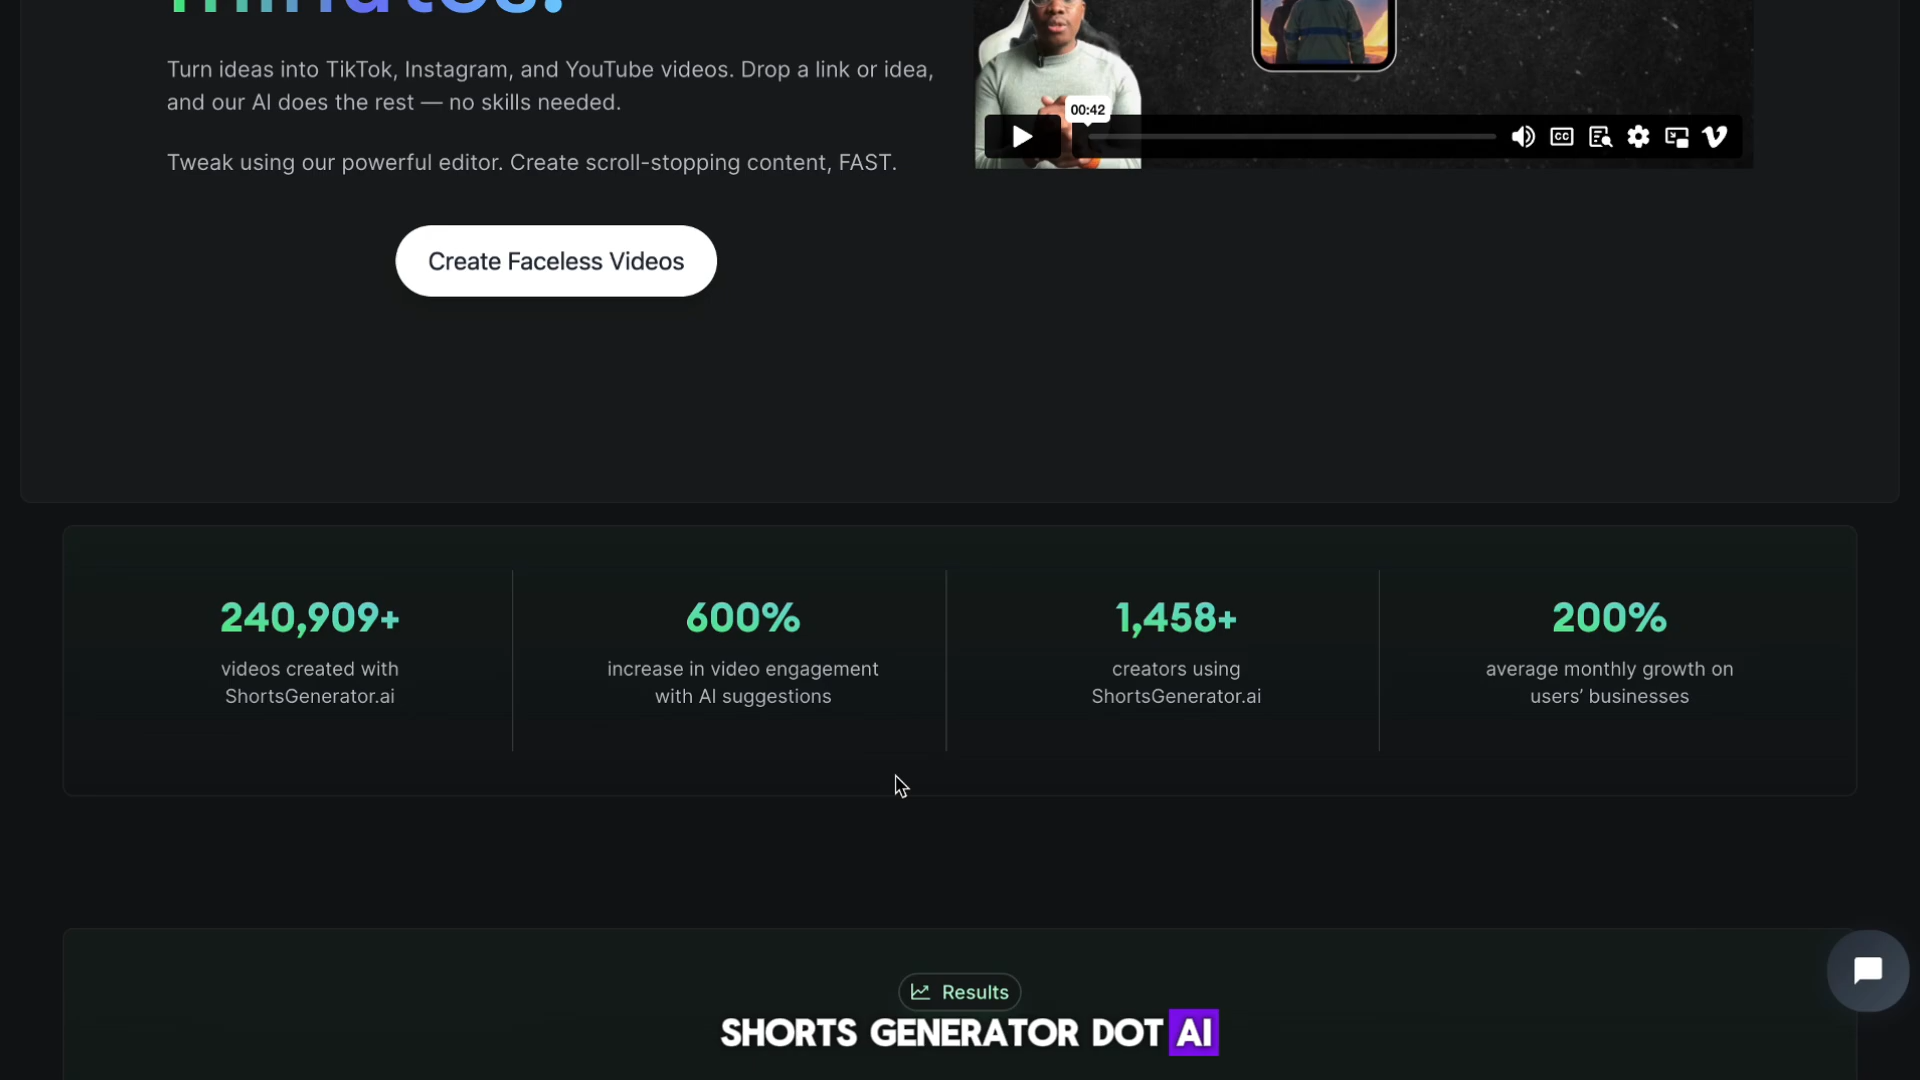 minutes.
Turn ideas into TikTok, Instagram, and YouTube videos. Drop a link or idea,
and our AI does the rest — no skills needed.
Tweak using our powerful editor. Create scroll-stopping content, FAST.
Create Faceless Videos
00:42
CC
240,909+
videos created with
ShortsGenerator.ai
600%
increase in video engagement
with AI suggestions
1,458+
creators using
ShortsGenerator.ai
200%
average monthly growth on
users’ businesses
Results
SHORTS GENERATOR DOT AI